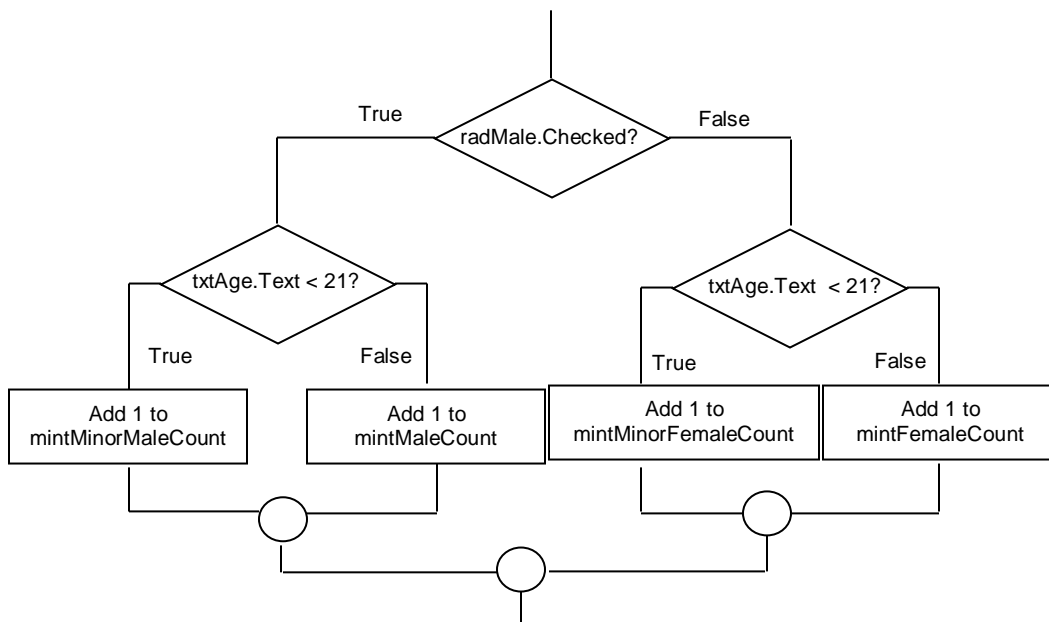 True
radMale.Checked?
False
txtAge.Text < 21?
txtAge.Text < 21?
True
False
True
False
Add 1 to
mintMinorMaleCount
Add 1 to
mintMaleCount
Add 1 to
mintMinorFemaleCount
Add 1 to
mintFemaleCount